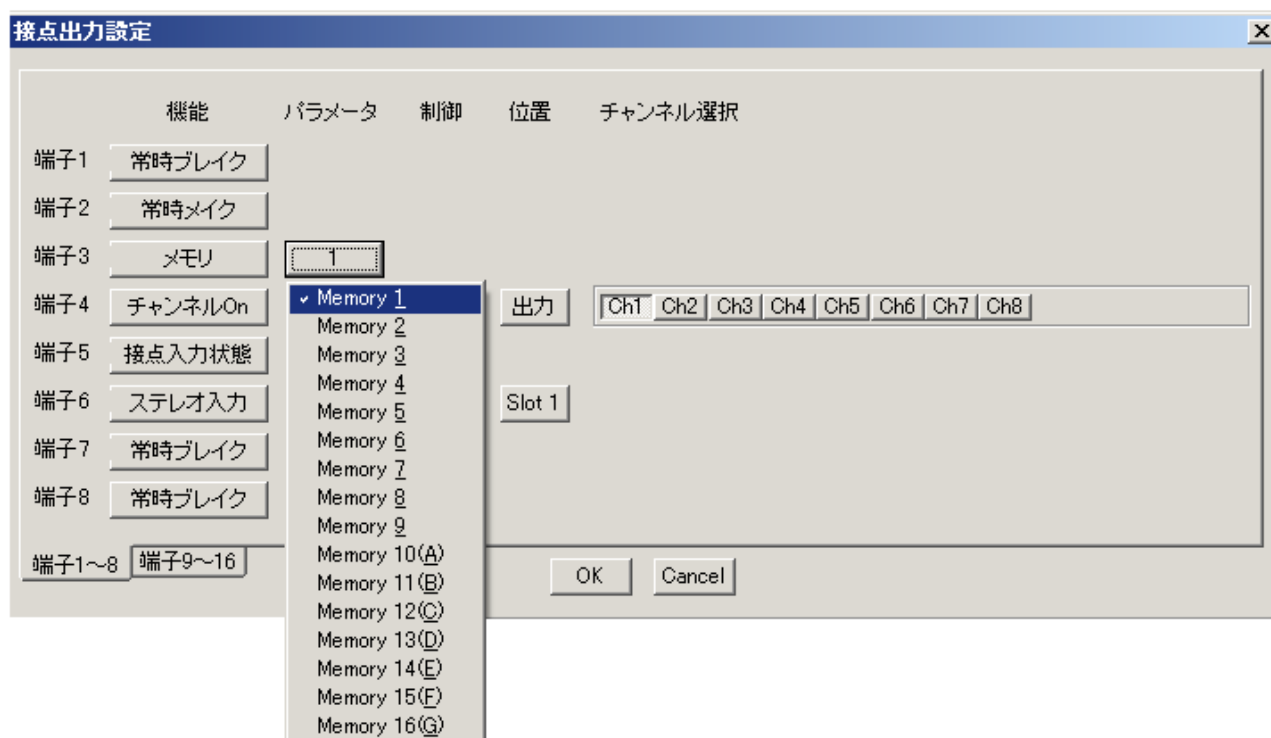 接点出力設定
機能 パラメータ 制御 位置 チャンネル選択
端子1 常時ブレイク
端子2 常時メイク
端子3 メモリ 1
端子4 チャンネルOn 出力 Ch1 Ch2 Ch3 Ch4 Ch5 Ch6 Ch7 Ch8
端子5 接点入力状態
端子6 ステレオ入力 Slot 1
端子7 常時ブレイク
端子8 常時ブレイク
Memory 1
Memory 2
Memory 3
Memory 4
Memory 5
Memory 6
Memory 7
Memory 8
Memory 9
Memory 10(A)
Memory 11(B)
Memory 12(C)
Memory 13(D)
Memory 14(E)
Memory 15(F)
Memory 16(G)
端子1～8 端子9～16
OK Cancel